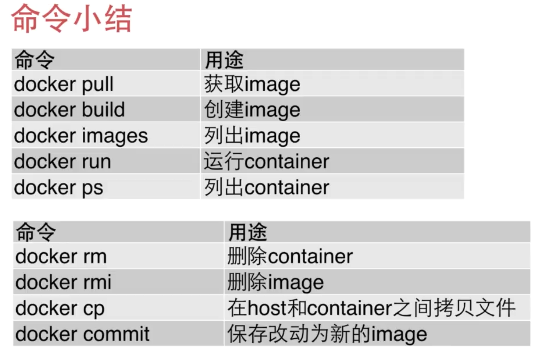 命令小结
命令 用途
docker pull 获取image
docker build 创建image
docker images 列出image
docker run 运行container
docker ps 列出container
命令 用途
docker rm 删除container
docker rmi 删除image
docker cp 在host和container之间拷贝文件
docker commit 保存改动为新的image